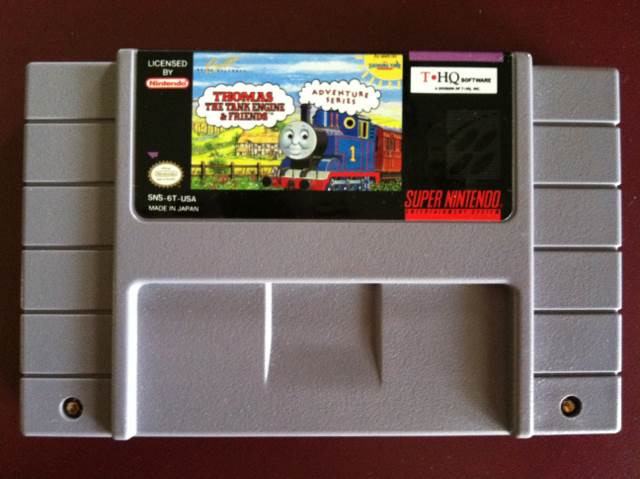 LICENSED
BY
Nintendo
THOMAS
THE TANK ENGINE
& FRIENDS™
ADVENTURE
SERIES
1
T•HQ SOFTWARE
A DIVISION OF T-HQ, INC.
SNS-6T-USA
MADE IN JAPAN
SUPER NINTENDO
ENTERTAINMENT SYSTEM